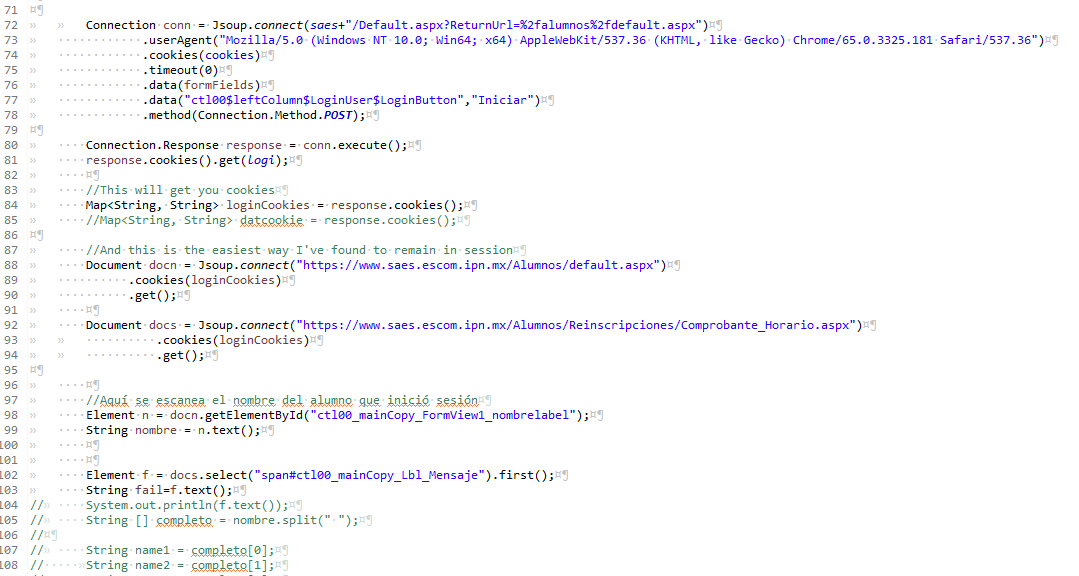 71
72 Connection conn = Jsoup.connect(saes+"/Default.aspx?ReturnUrl=%2falumnos%2fdefault.aspx")
73 .userAgent("Mozilla/5.0 (Windows NT 10.0; Win64; x64) AppleWebKit/537.36 (KHTML, like Gecko) Chrome/65.0.3325.181 Safari/537.36")
74 .cookies(cookies)
75 .timeout(0)
76 .data(formFields)
77 .data("ctl00$leftColumn$LoginUser$LoginButton","Iniciar")
78 .method(Connection.Method.POST);
79
80 Connection.Response response = conn.execute();
81 response.cookies().get(logi);
82
83 //This will get you cookies
84 Map<String, String> loginCookies = response.cookies();
85 //Map<String, String> datcookie = response.cookies();
86
87 //And this is the easiest way I've found to remain in session
88 Document docn = Jsoup.connect("https://www.saes.escom.ipn.mx/Alumnos/default.aspx")
89 .cookies(loginCookies)
90 .get();
91
92 Document docs = Jsoup.connect("https://www.saes.escom.ipn.mx/Alumnos/Reinscripciones/Comprobante_Horario.aspx")
93 .cookies(loginCookies)
94 .get();
95
96
97 //Aquí se escanea el nombre del alumno que inició sesión
98 Element n = docn.getElementById("ctl00_mainCopy_FormView1_nombrelabel");
99 String nombre = n.text();
100
101
102 Element f = docs.select("span#ctl00_mainCopy_Lbl_Mensaje").first();
103 String fail=f.text();
104 // System.out.println(f.text());
105 // String [] completo = nombre.split(" ");
106 //
107 // String name1 = completo[0];
108 // String name2 = completo[1];